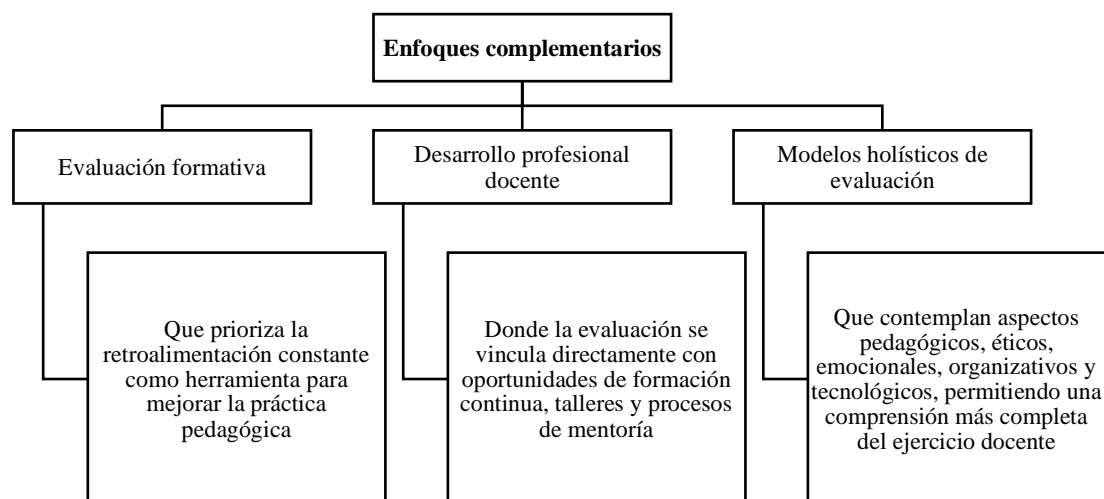 Enfoques complementarios
Evaluación formativa
Desarrollo profesional
docente
Modelos holísticos de
evaluación
Que prioriza la
retroalimentación constante
como herramienta para
mejorar la práctica
pedagógica
Donde la evaluación se
vincula directamente con
oportunidades de formación
continua, talleres y procesos
de mentoría
Que contemplan aspectos
pedagógicos, éticos,
emocionales, organizativos y
tecnológicos, permitiendo una
comprensión más completa
del ejercicio docente